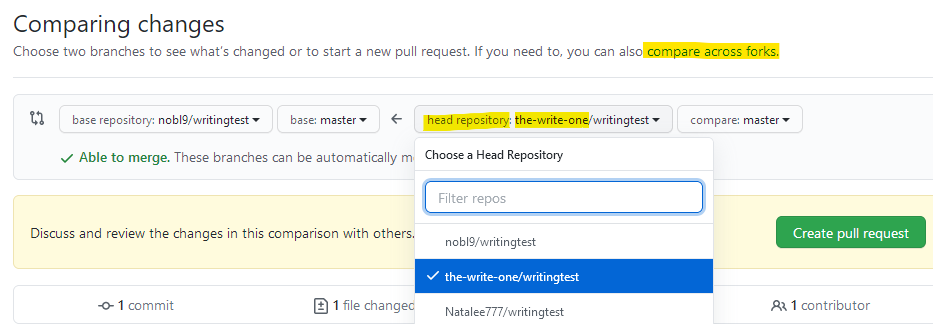 Comparing changes
Choose two branches to see what's changed or to start a new pull request. If you need to, you can also compare across forks.
base repository: nobl9/writingtest base: master head repository: the-write-one/writingtest compare: master
Able to merge. These branches can be automatically
Choose a Head Repository
Filter repos
Discuss and review the changes in this comparison with others.
Create pull request
nobl9/writingtest
the-write-one/writingtest
1 commit
1 file changed
Natalee777/writingtest
1 contributor